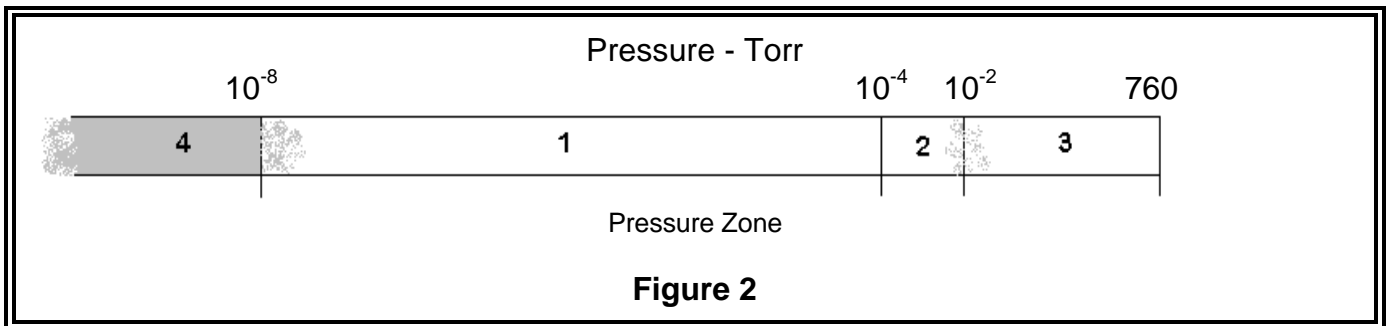 Pressure - Torr
10⁻⁸ 10⁻⁴ 10⁻² 760
4 1 2 3
Pressure Zone
Figure 2